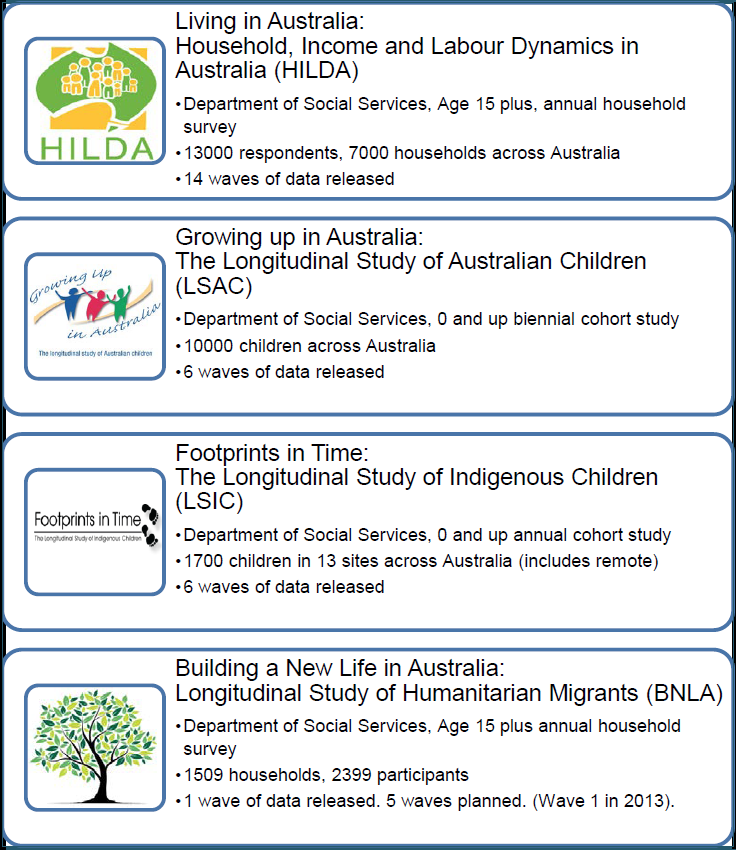 Living in Australia:
Household, Income and Labour Dynamics in
Australia (HILDA)
HILDA
•Department of Social Services, Age 15 plus, annual household
survey
•13000 respondents, 7000 households across Australia
•14 waves of data released
Growing up in Australia:
The Longitudinal Study of Australian Children
(LSAC)
Growing Up
in Australia
The longitudinal study of Australian children
•Department of Social Services, 0 and up biennial cohort study
•10000 children across Australia
•6 waves of data released
Footprints in Time:
The Longitudinal Study of Indigenous Children
(LSIC)
Footprints in Time
The Longitudinal Study of Indigenous Children
•Department of Social Services, 0 and up annual cohort study
•1700 children in 13 sites across Australia (includes remote)
•6 waves of data released
Building a New Life in Australia:
Longitudinal Study of Humanitarian Migrants (BNLA)
•Department of Social Services, Age 15 plus annual household
survey
•1509 households, 2399 participants
•1 wave of data released. 5 waves planned. (Wave 1 in 2013).